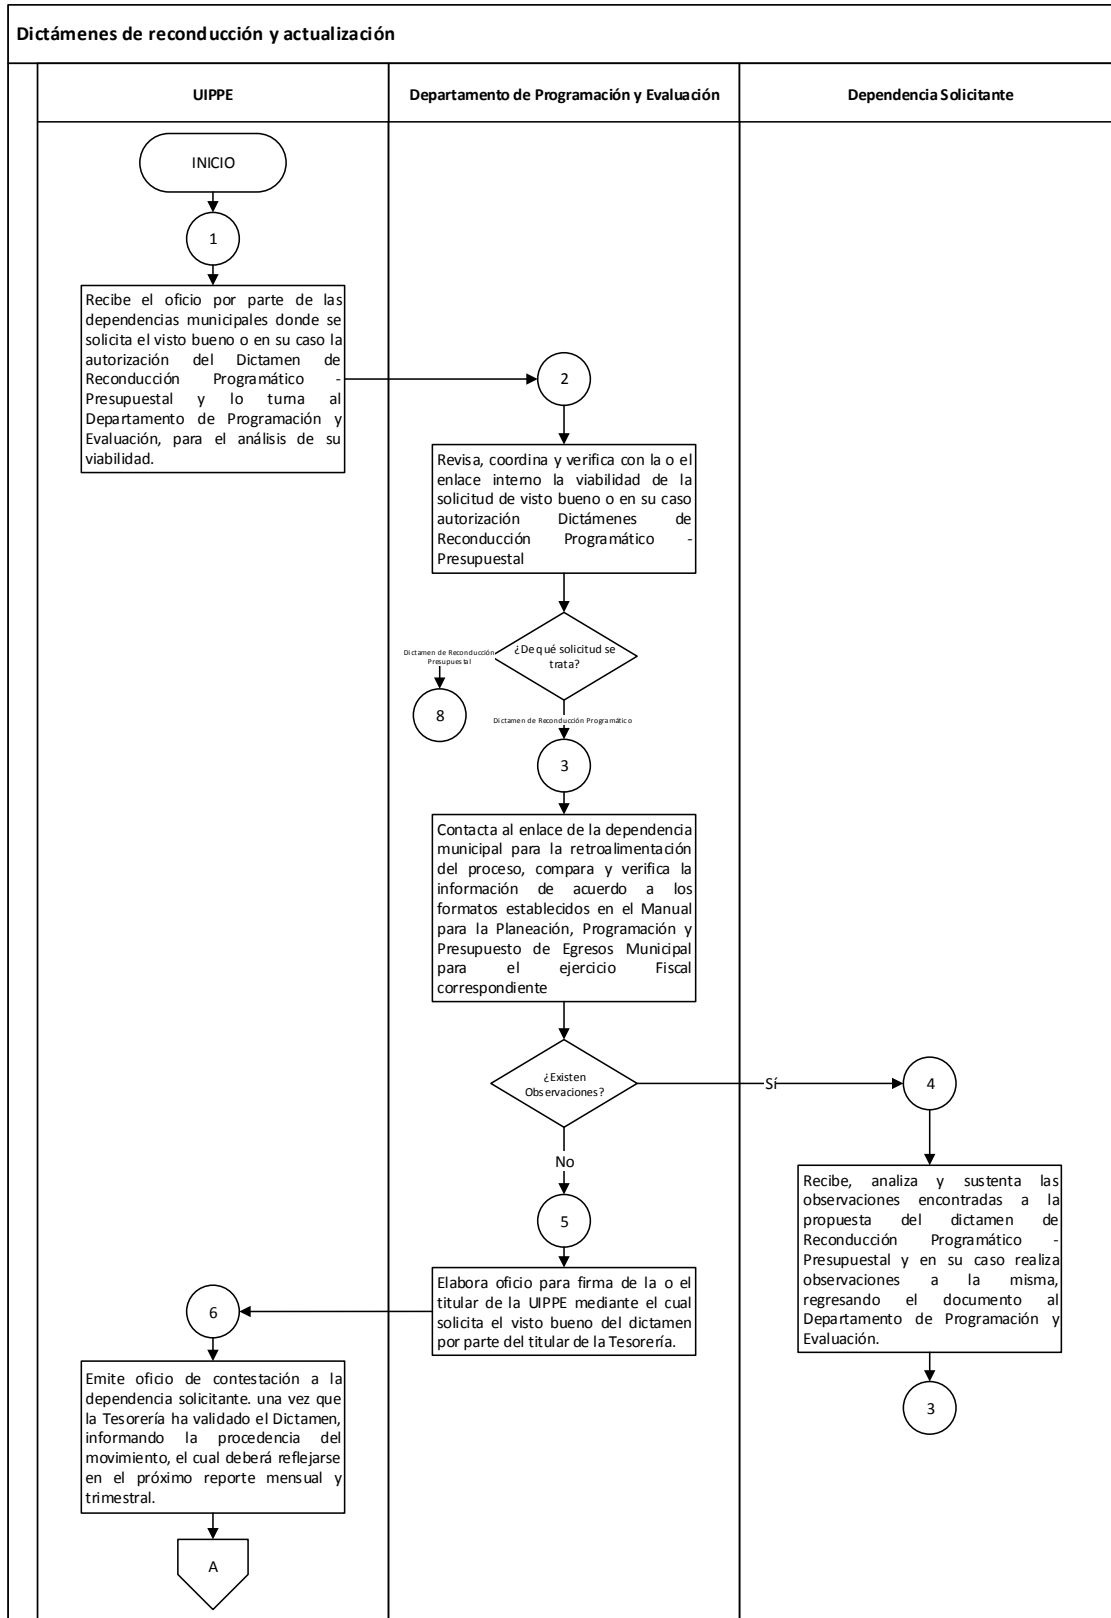 Dictámenes de reconducción y actualización
UIPPE
Departamento de Programación y Evaluación
Dependencia Solicitante
INICIO
1
Recibe el oficio por parte de las
dependencias municipales donde se
solicita el visto bueno o en su caso la
autorización del Dictamen de
Reconducción Programático -
Presupuestal y lo turna al
Departamento de Programación y
Evaluación, para el análisis de su
viabilidad.
2
Revisa, coordina y verifica con la o el
enlace interno la viabilidad de la
solicitud de visto bueno o en su caso
autorización Dictámenes de
Reconducción Programático -
Presupuestal
¿De qué solicitud se
trata?
Dictamen de Reconducción
Presupuestal
8
Dictamen de Reconducción Programático
3
Contacta al enlace de la dependencia
municipal para la retroalimentación
del proceso, compara y verifica la
información de acuerdo a los
formatos establecidos en el Manual
para la Planeación, Programación y
Presupuesto de Egresos Municipal
para el ejercicio Fiscal
correspondiente
¿Existen
Observaciones?
Sí
4
No
Recibe, analiza y sustenta las
observaciones encontradas a la
propuesta del dictamen de
Reconducción Programático -
Presupuestal y en su caso realiza
observaciones a la misma,
regresando el documento al
Departamento de Programación y
Evaluación.
3
5
Elabora oficio para firma de la o el
titular de la UIPPE mediante el cual
solicita el visto bueno del dictamen
por parte del titular de la Tesorería.
6
Emite oficio de contestación a la
dependencia solicitante. una vez que
la Tesorería ha validado el Dictamen,
informando la procedencia del
movimiento, el cual deberá reflejarse
en el próximo reporte mensual y
trimestral.
A